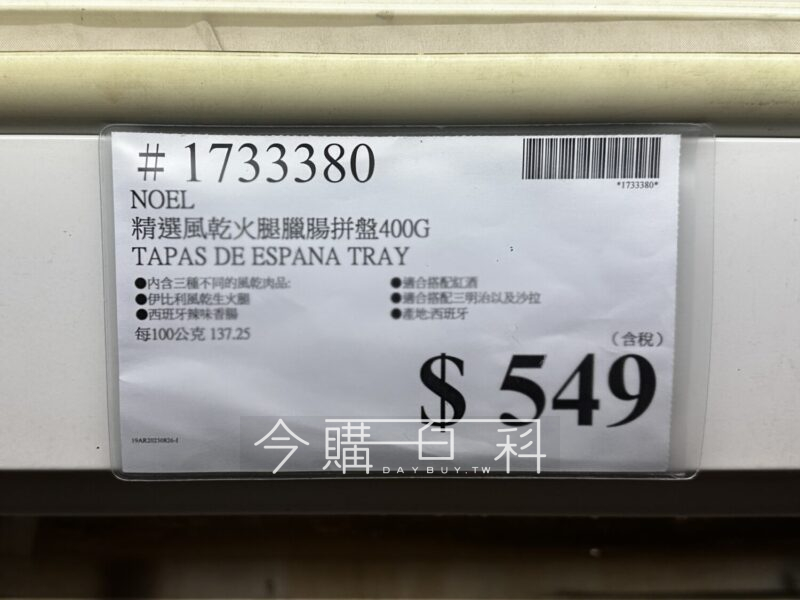 # 1733380
*1733380*
NOEL
精選風乾火腿臘腸拼盤400G
TAPAS DE ESPANA TRAY
●內含三種不同的風乾肉品:
●伊比利風乾生火腿
●西班牙辣味香腸
●適合搭配紅酒
●適合搭配三明治以及沙拉
●產地:西班牙
每100公克 137.25
(含稅)
$ 549
19AR20230826-J
今購百科
DAYBUY.TW